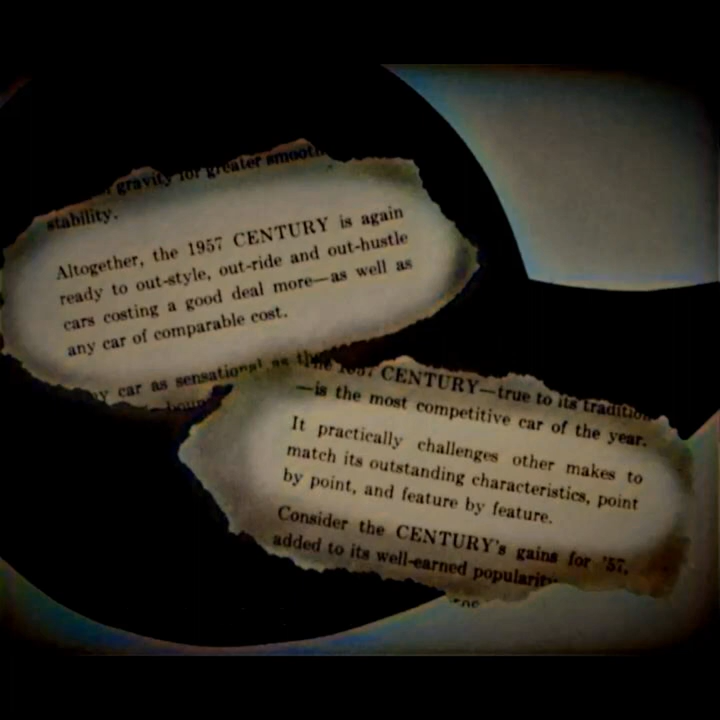 gravity for greater smooth
stability.
Altogether, the 1957 CENTURY is again
ready to out-style, out-ride and out-hustle
cars costing a good deal more—as well as
any car of comparable cost.
car as sensational as
The 1957 CENTURY—true to its tradition
—is the most competitive car of the year.
It practically challenges other makes to
match its outstanding characteristics, point
by point, and feature by feature.
Consider the CENTURY's gains for '57,
added to its well-earned popularity